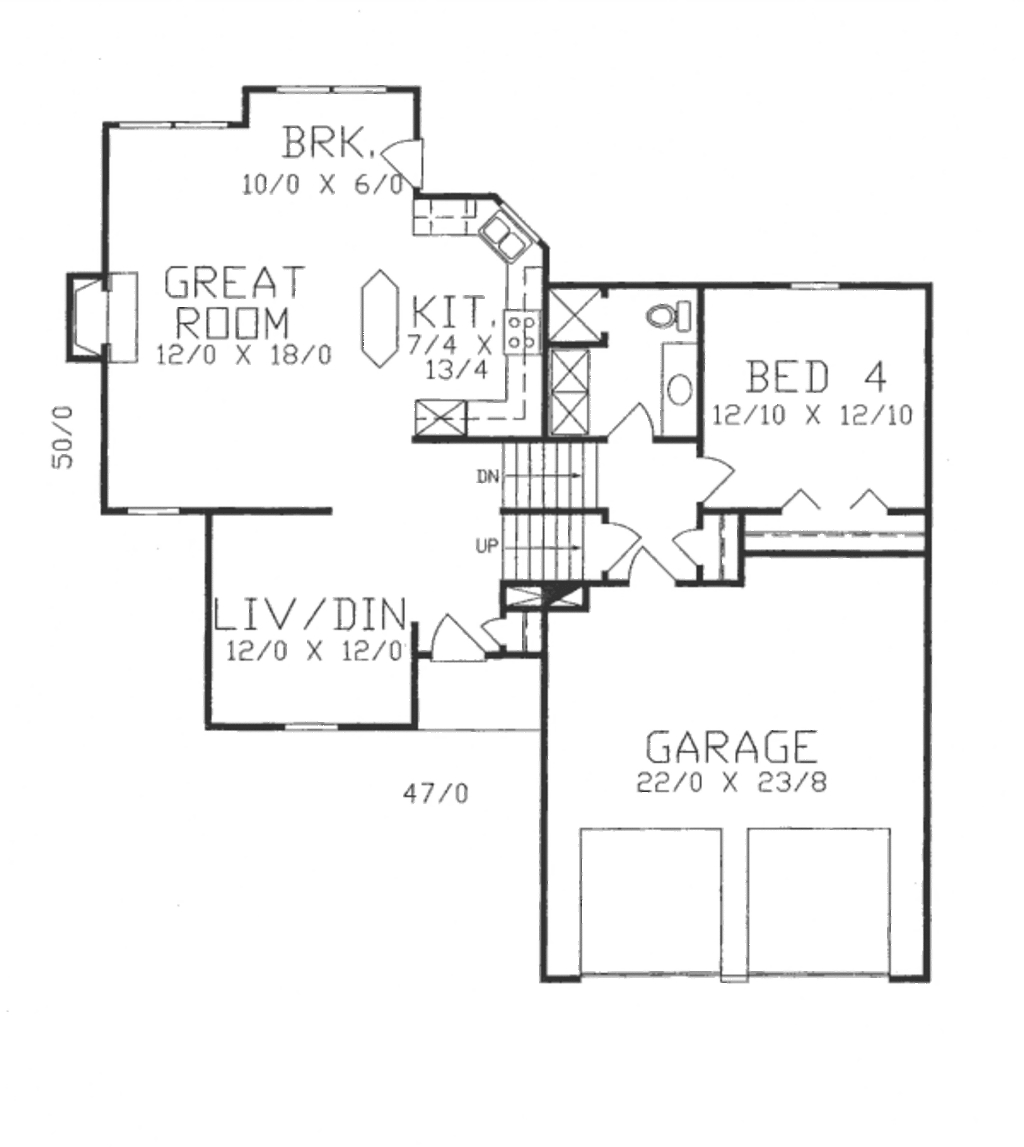 BRK.
10/0 X 6/0
GREAT
ROOM
12/0 X 18/0
KIT.
7/4 X
13/4
BED 4
12/10 X 12/10
50/0
DN
UP
LIV/DIN
12/0 X 12/0
GARAGE
22/0 X 23/8
47/0